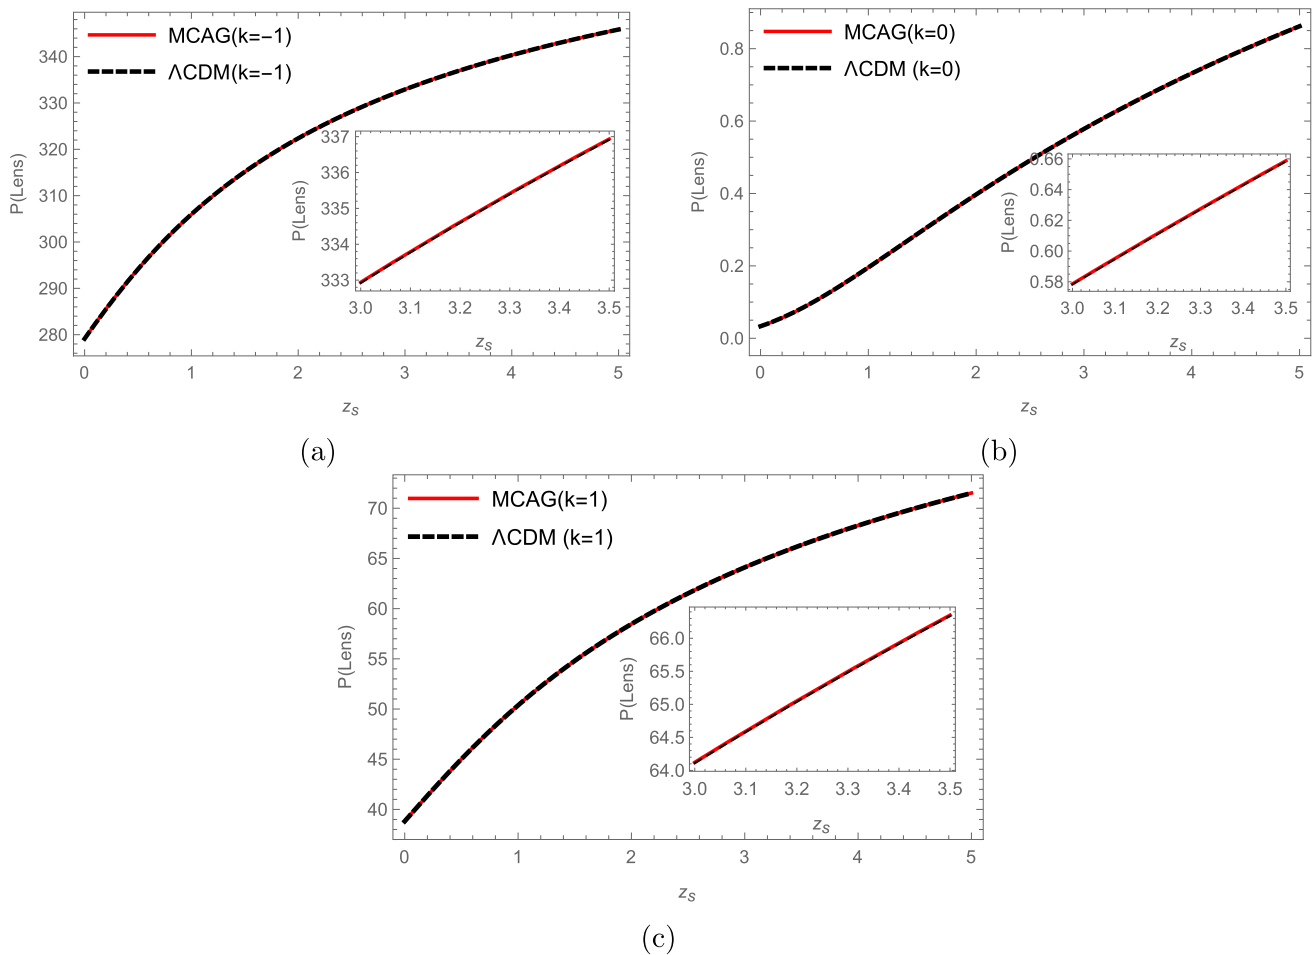 MCAG(k=−1)
ΛCDM(k=−1)
P(Lens)
340
330
320
310
300
290
280
0 1 2 3 4 5
z_s
337
336
335
334
333
P(Lens)
3.0 3.1 3.2 3.3 3.4 3.5
z_s
(a)
MCAG(k=0)
ΛCDM (k=0)
P(Lens)
0.8
0.6
0.4
0.2
0.0
0 1 2 3 4 5
z_s
0.66
0.64
0.62
0.60
0.58
P(Lens)
3.0 3.1 3.2 3.3 3.4 3.5
z_s
(b)
MCAG(k=1)
ΛCDM (k=1)
P(Lens)
70
65
60
55
50
45
40
0 1 2 3 4 5
z_s
66.0
65.5
65.0
64.5
64.0
P(Lens)
3.0 3.1 3.2 3.3 3.4 3.5
z_s
(c)